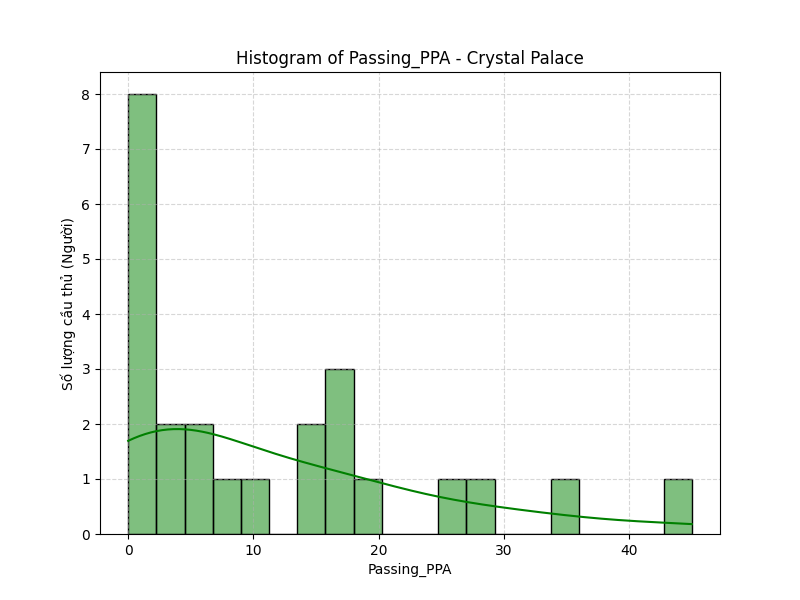 Histogram of Passing_PPA - Crystal Palace
Số lượng cầu thủ (Người)
8
7
6
5
4
3
2
1
0
0 10 20 30 40
Passing_PPA